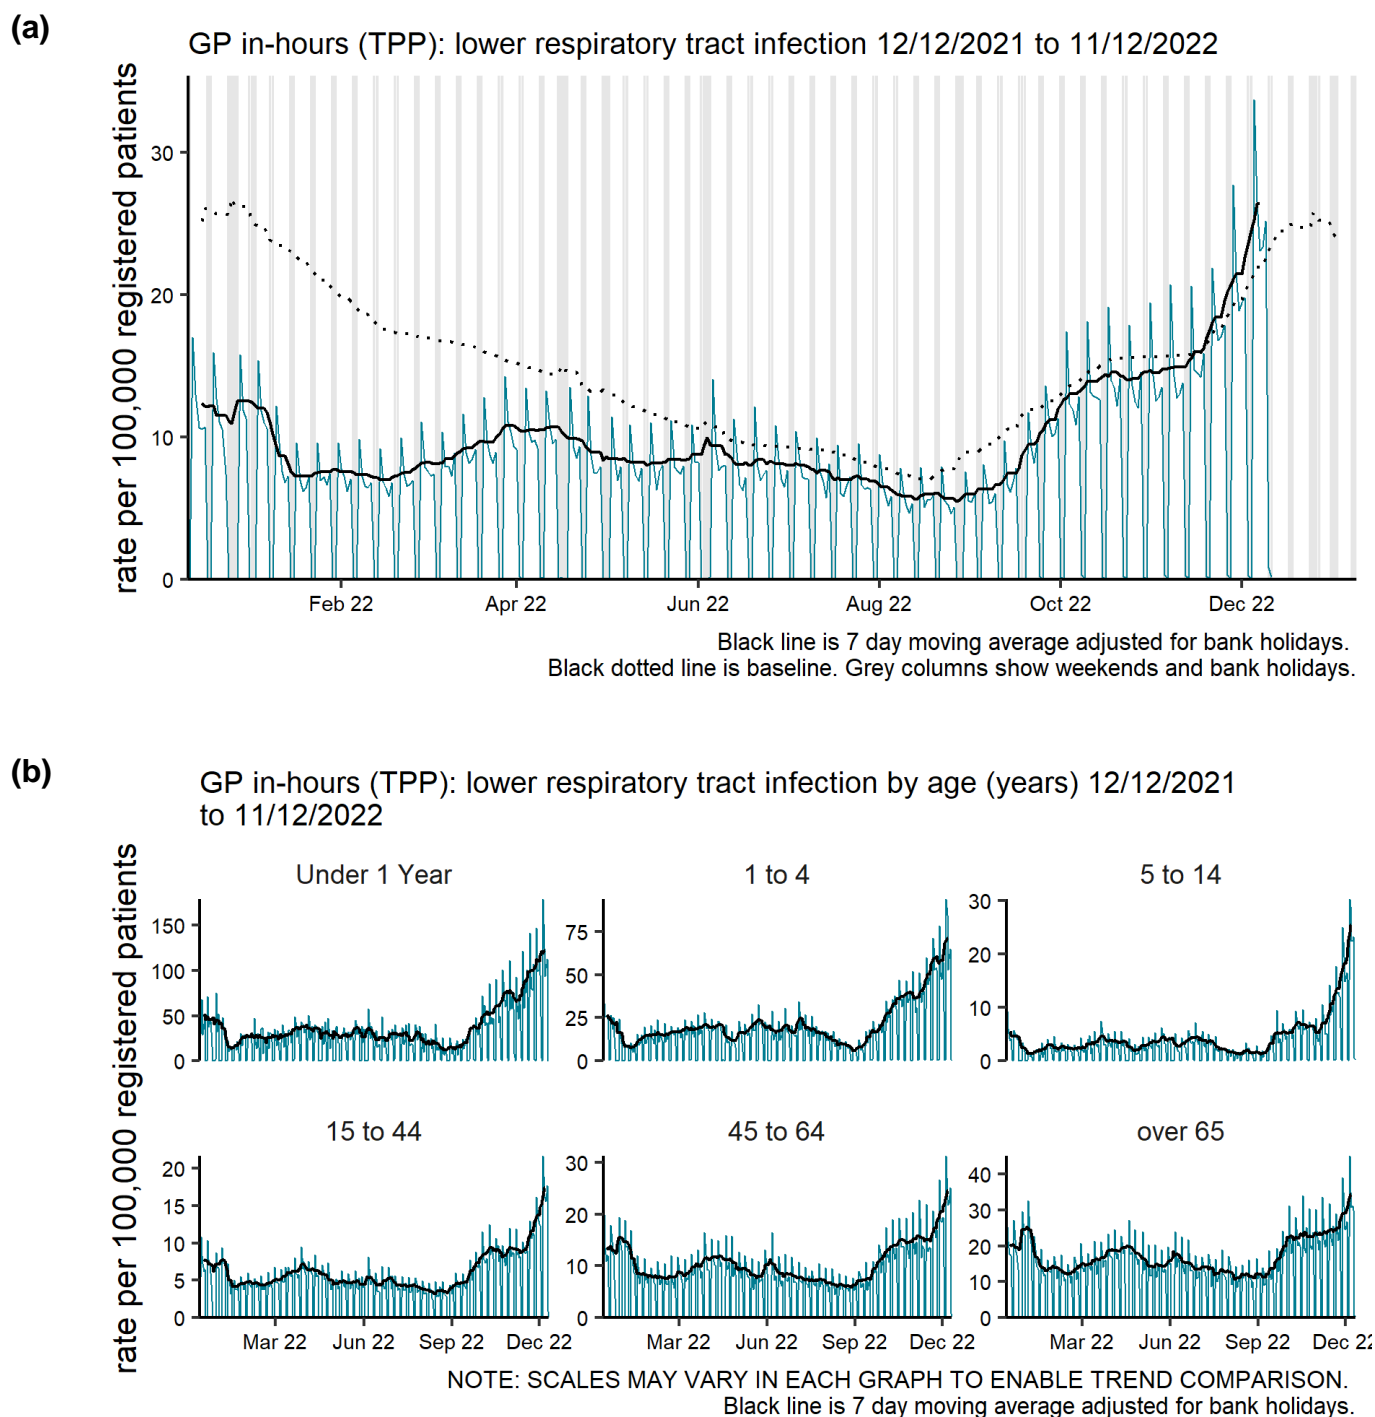 (a)
GP in-hours (TPP): lower respiratory tract infection 12/12/2021 to 11/12/2022
rate per 100,000 registered patients
30
20
10
0
Feb 22
Apr 22
Jun 22
Aug 22
Oct 22
Dec 22
Black line is 7 day moving average adjusted for bank holidays.
Black dotted line is baseline. Grey columns show weekends and bank holidays.
(b)
GP in-hours (TPP): lower respiratory tract infection by age (years) 12/12/2021
to 11/12/2022
rate per 100,000 registered patients
Under 1 Year
150
100
50
0
1 to 4
75
50
25
0
5 to 14
30
20
10
0
15 to 44
20
15
10
5
0
Mar 22
Jun 22
Sep 22
Dec 22
45 to 64
30
20
10
0
Mar 22
Jun 22
Sep 22
Dec 22
over 65
40
30
20
10
0
Mar 22
Jun 22
Sep 22
Dec 22
NOTE: SCALES MAY VARY IN EACH GRAPH TO ENABLE TREND COMPARISON.
Black line is 7 day moving average adjusted for bank holidays.